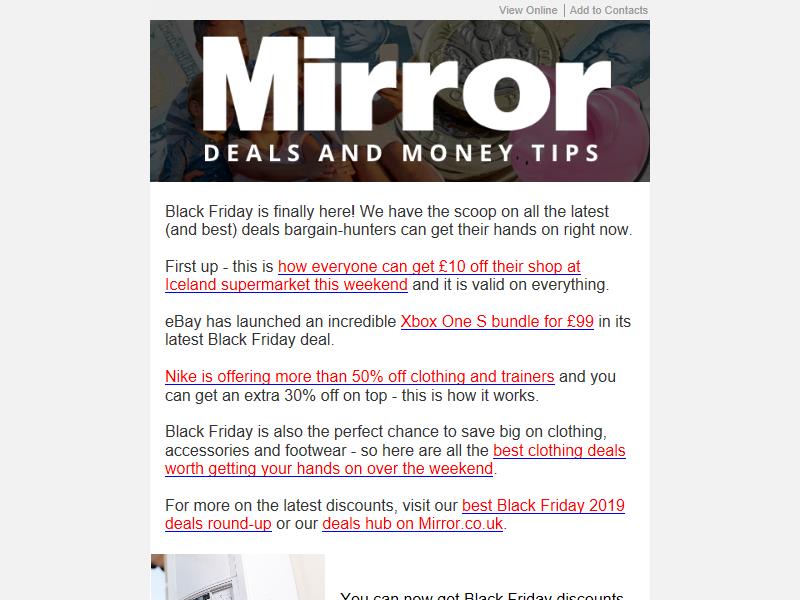 View Online | Add to Contacts
Mirror
DEALS AND MONEY TIPS
Black Friday is finally here! We have the scoop on all the latest
(and best) deals bargain-hunters can get their hands on right now.
First up - this is how everyone can get £10 off their shop at
Iceland supermarket this weekend and it is valid on everything.
eBay has launched an incredible Xbox One S bundle for £99 in its
latest Black Friday deal.
Nike is offering more than 50% off clothing and trainers and you
can get an extra 30% off on top - this is how it works.
Black Friday is also the perfect chance to save big on clothing,
accessories and footwear - so here are all the best clothing deals
worth getting your hands on over the weekend.
For more on the latest discounts, visit our best Black Friday 2019
deals round-up or our deals hub on Mirror.co.uk.
You can now get Black Friday discounts